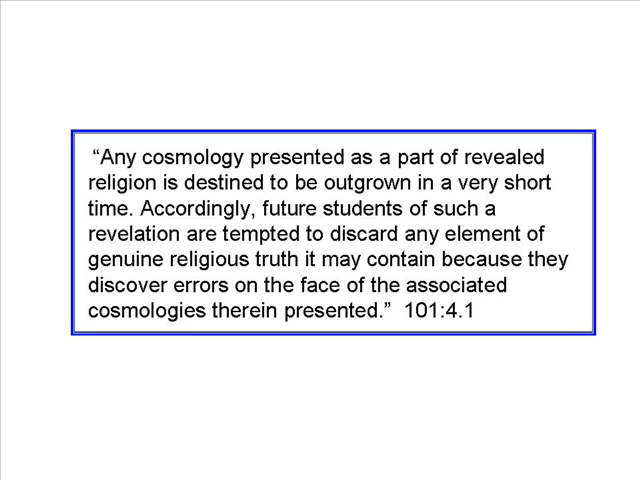 “Any cosmology presented as a part of revealed
religion is destined to be outgrown in a very short
time. Accordingly, future students of such a
revelation are tempted to discard any element of
genuine religious truth it may contain because they
discover errors on the face of the associated
cosmologies therein presented.”  101:4.1